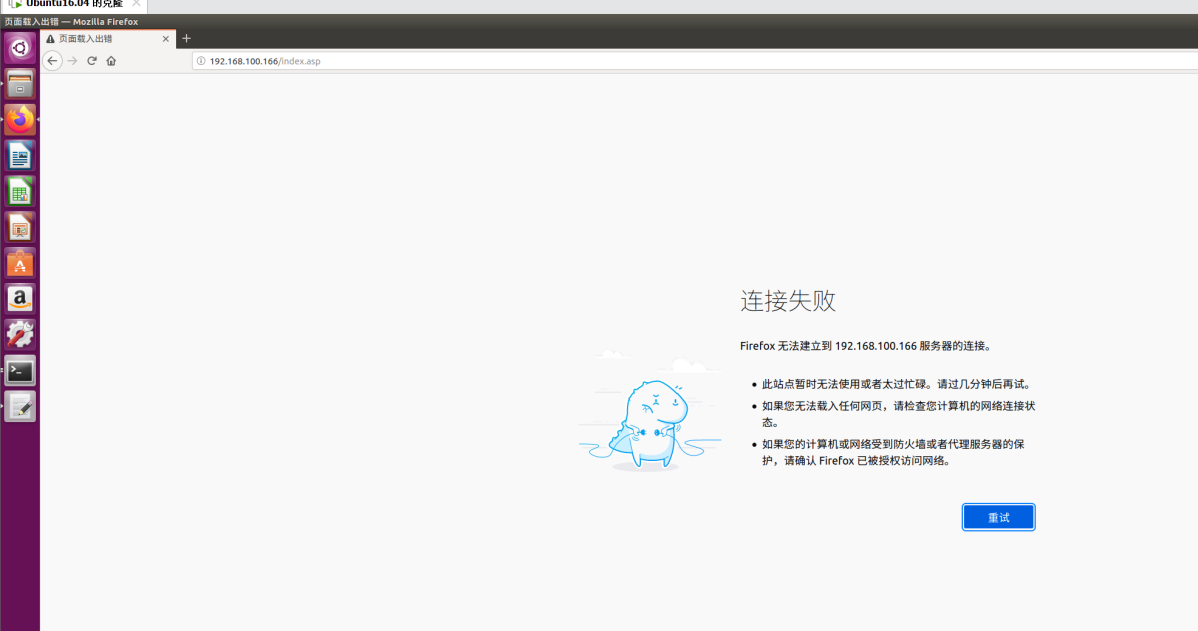 Ubuntu16.04 的克隆
页面载入出错 — Mozilla Firefox
页面载入出错
192.168.100.166/index.asp
连接失败
Firefox 无法建立到 192.168.100.166 服务器的连接。
此站点暂时无法使用或者太过忙碌。请过几分钟后再试。
如果您无法载入任何网页，请检查您计算机的网络连接状
态。
如果您的计算机或网络受到防火墙或者代理服务器的保
护，请确认 Firefox 已被授权访问网络。
重试